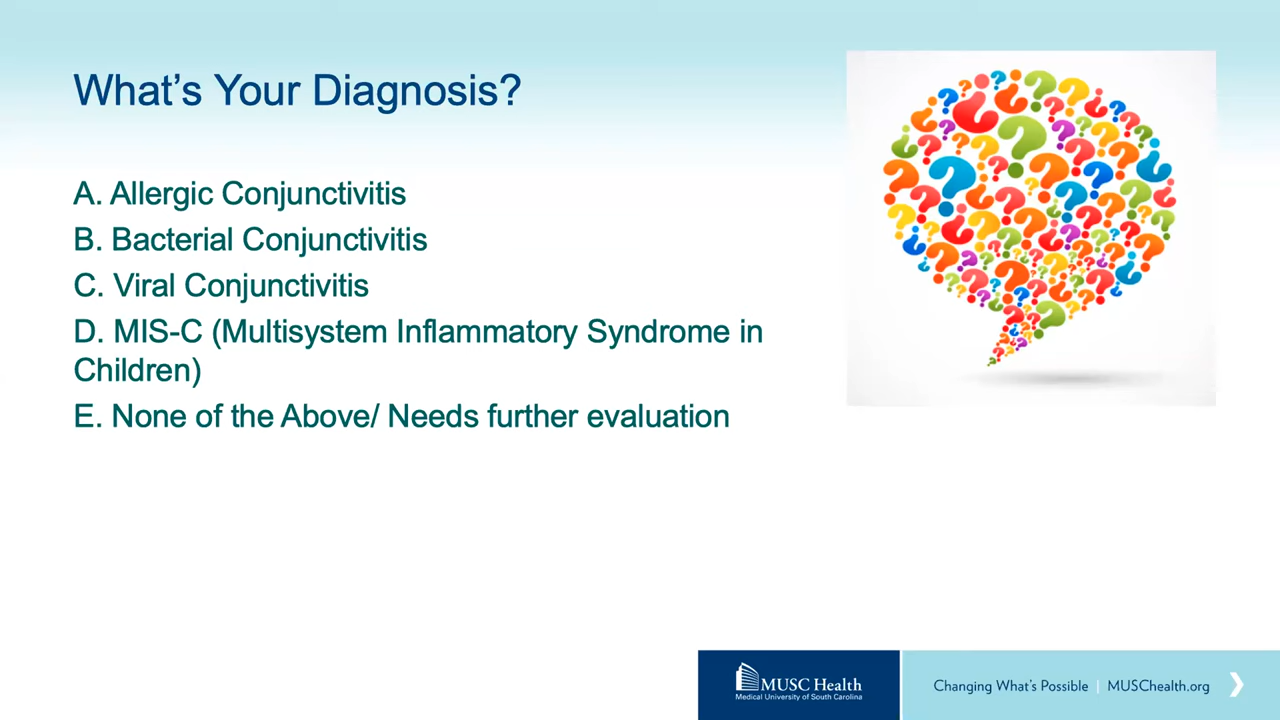 What’s Your Diagnosis?
A. Allergic Conjunctivitis
B. Bacterial Conjunctivitis
C. Viral Conjunctivitis
D. MIS-C (Multisystem Inflammatory Syndrome in
Children)
E. None of the Above/ Needs further evaluation
MUSC Health
Medical University of South Carolina
Changing What’s Possible | MUSChealth.org